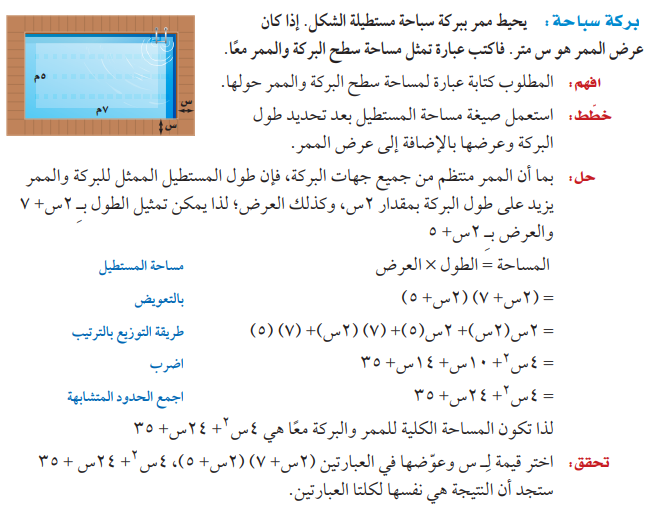 بركة سباحة: يحيط ممر ببركة سباحة مستطيلة الشكل. إذا كان
عرض الممر هو س متر. فاكتب عبارة تمثل مساحة سطح البركة والممر معًا.
٥م
٧م
س
س
افهم: المطلوب كتابة عبارة لمساحة سطح البركة والممر حولها.
خطّط: استعمل صيغة مساحة المستطيل بعد تحديد طول
البركة وعرضها بالإضافة إلى عرض الممر.
حل: بما أن الممر منتظم من جميع جهات البركة، فإن طول المستطيل الممثل للبركة والممر
يزيد على طول البركة بمقدار ٢س، وكذلك العرض؛ لذا يمكن تمثيل الطول بـِ ٢س+ ٧
والعرض بـِ ٢س+ ٥
المساحة = الطول × العرض مساحة المستطيل
= (٢س+ ٧) (٢س+ ٥) بالتعويض
= ٢س(٢س)+ ٢س(٥)+ (٧) (٢س)+ (٧) (٥) طريقة التوزيع بالترتيب
= ٤س٢+ ١٠س+ ١٤س+ ٣٥ اضرب
= ٤س٢+ ٢٤س+ ٣٥ اجمع الحدود المتشابهة
لذا تكون المساحة الكلية للممر والبركة معًا هي ٤س٢+ ٢٤س+ ٣٥
تحقق: اختر قيمة لِـ س وعوّضها في العبارتين (٢س+ ٧) (٢س+ ٥)، ٤س٢+ ٢٤س + ٣٥
ستجد أن النتيجة هي نفسها لكلتا العبارتين.